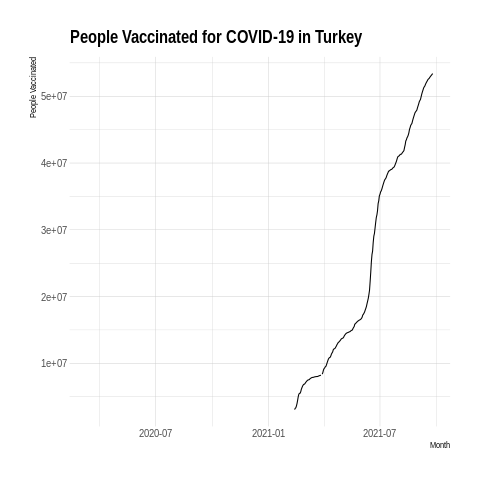 People Vaccinated for COVID-19 in Turkey
People Vaccinated
5e+07
4e+07
3e+07
2e+07
1e+07
2020-07 2021-01 2021-07
Month